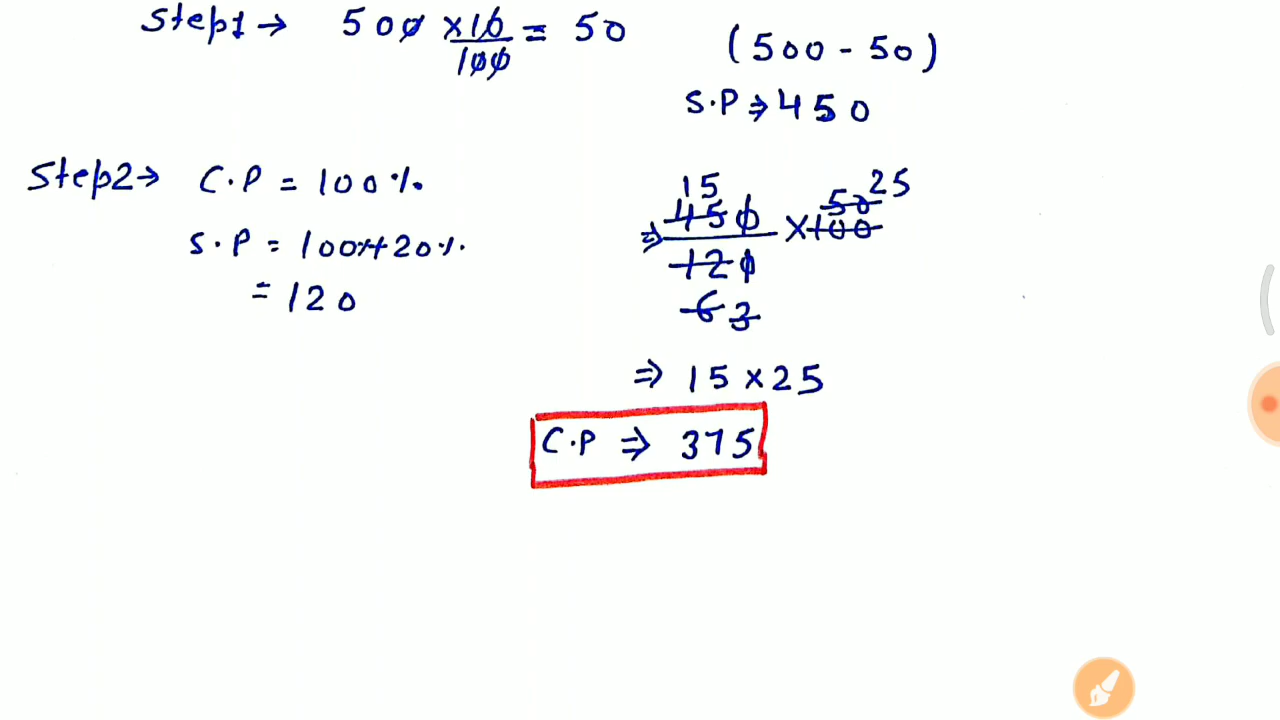 Step1→ 500 × 10/100 = 50
(500 - 50)
S.P ⇒ 450
Step2→ C.P = 100%
S.P = 100%+20%
= 120
15 25
⇒ 450/120 × 100 50
6 3
⇒ 15 × 25
C.P ⇒ 375